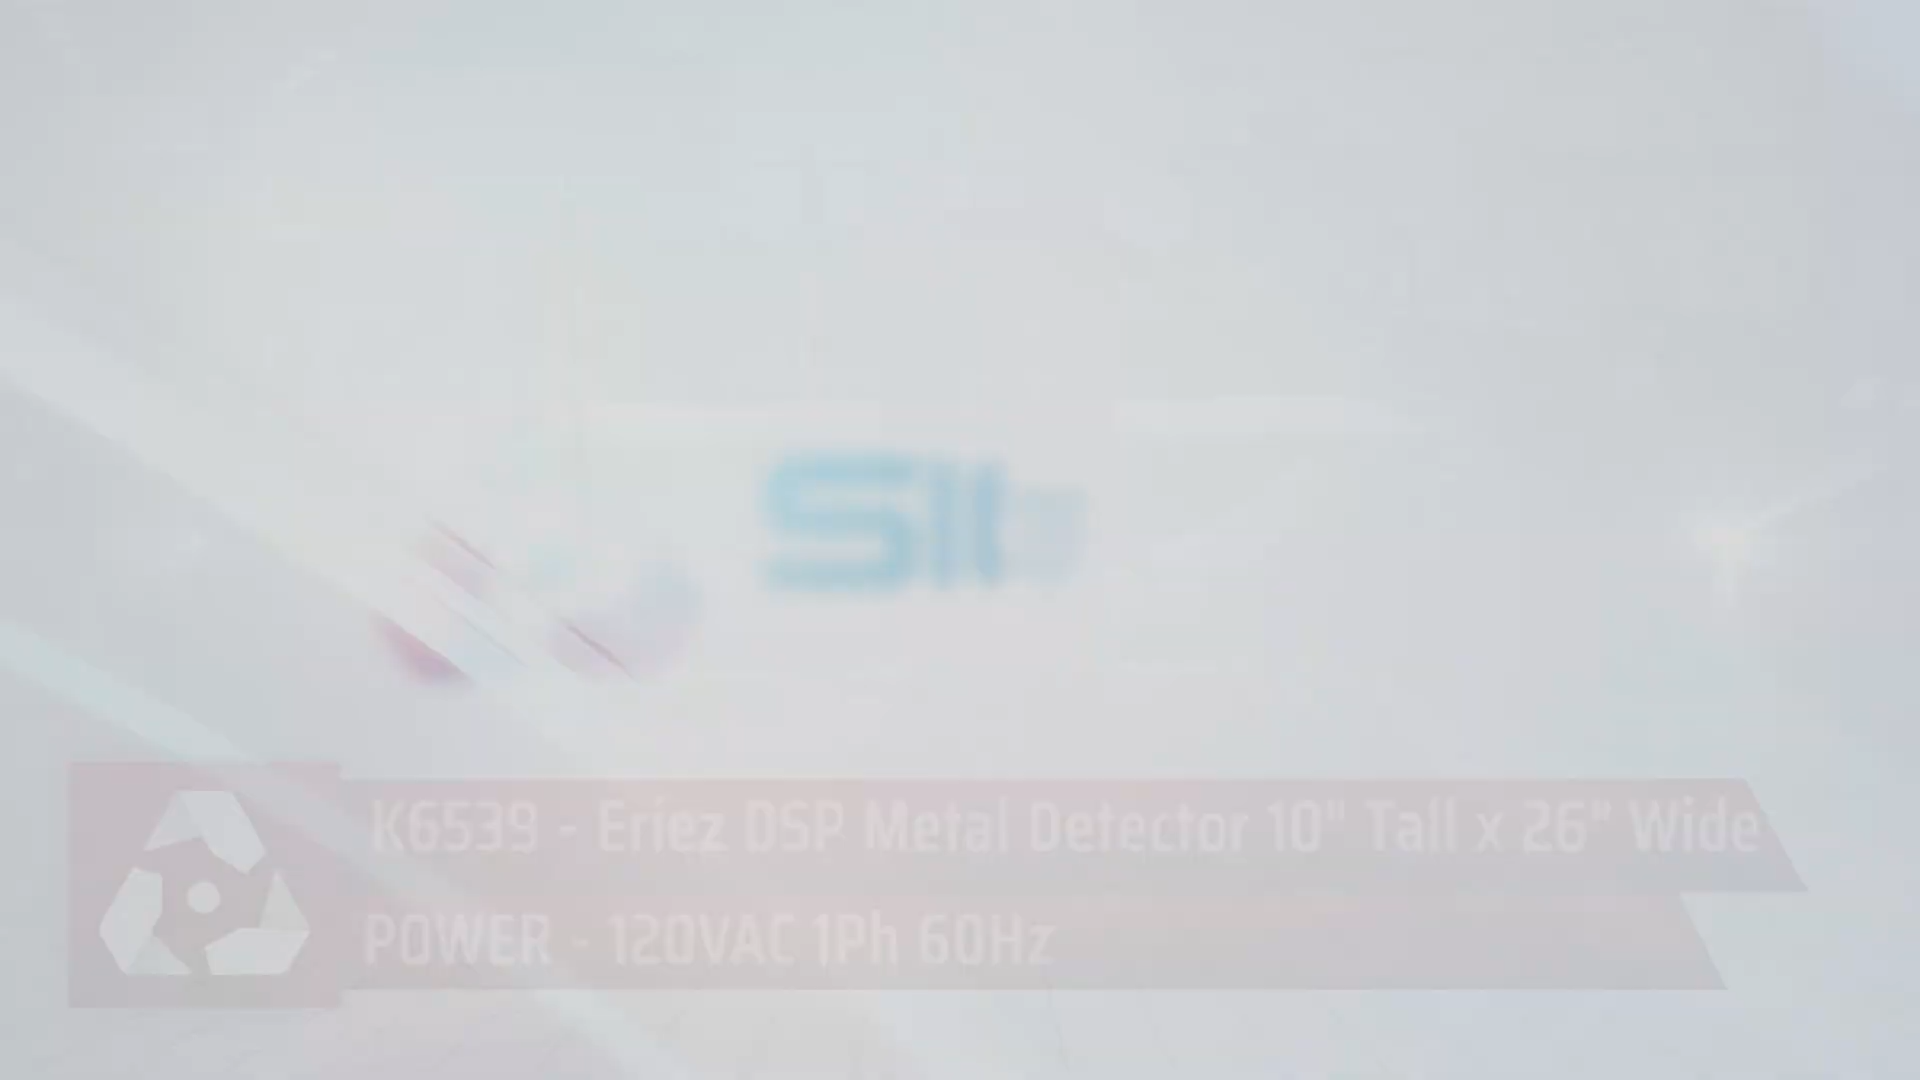 K6539 - Eriez DSP Metal Detector 10" Tall x 26" Wide
POWER - 120VAC 1Ph 60Hz